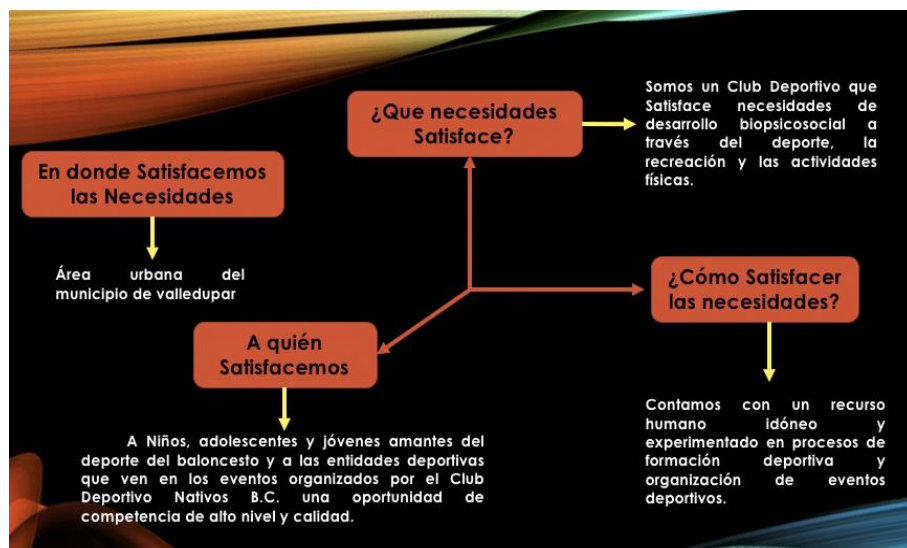 ¿Que necesidades
Satisface?
Somos un Club Deportivo que
Satisface necesidades de
desarrollo biopsicosocial a
través del deporte, la
recreación y las actividades
físicas.
En donde Satisfacemos
las Necesidades
Área urbana del
municipio de valledupar
¿Cómo Satisfacer
las necesidades?
Contamos con un recurso
humano idóneo y
experimentado en procesos de
formación deportiva y
organización de eventos
deportivos.
A quién
Satisfacemos
A Niños, adolescentes y jóvenes amantes del
deporte del baloncesto y a las entidades deportivas
que ven en los eventos organizados por el Club
Deportivo Nativos B.C. una oportunidad de
competencia de alto nivel y calidad.